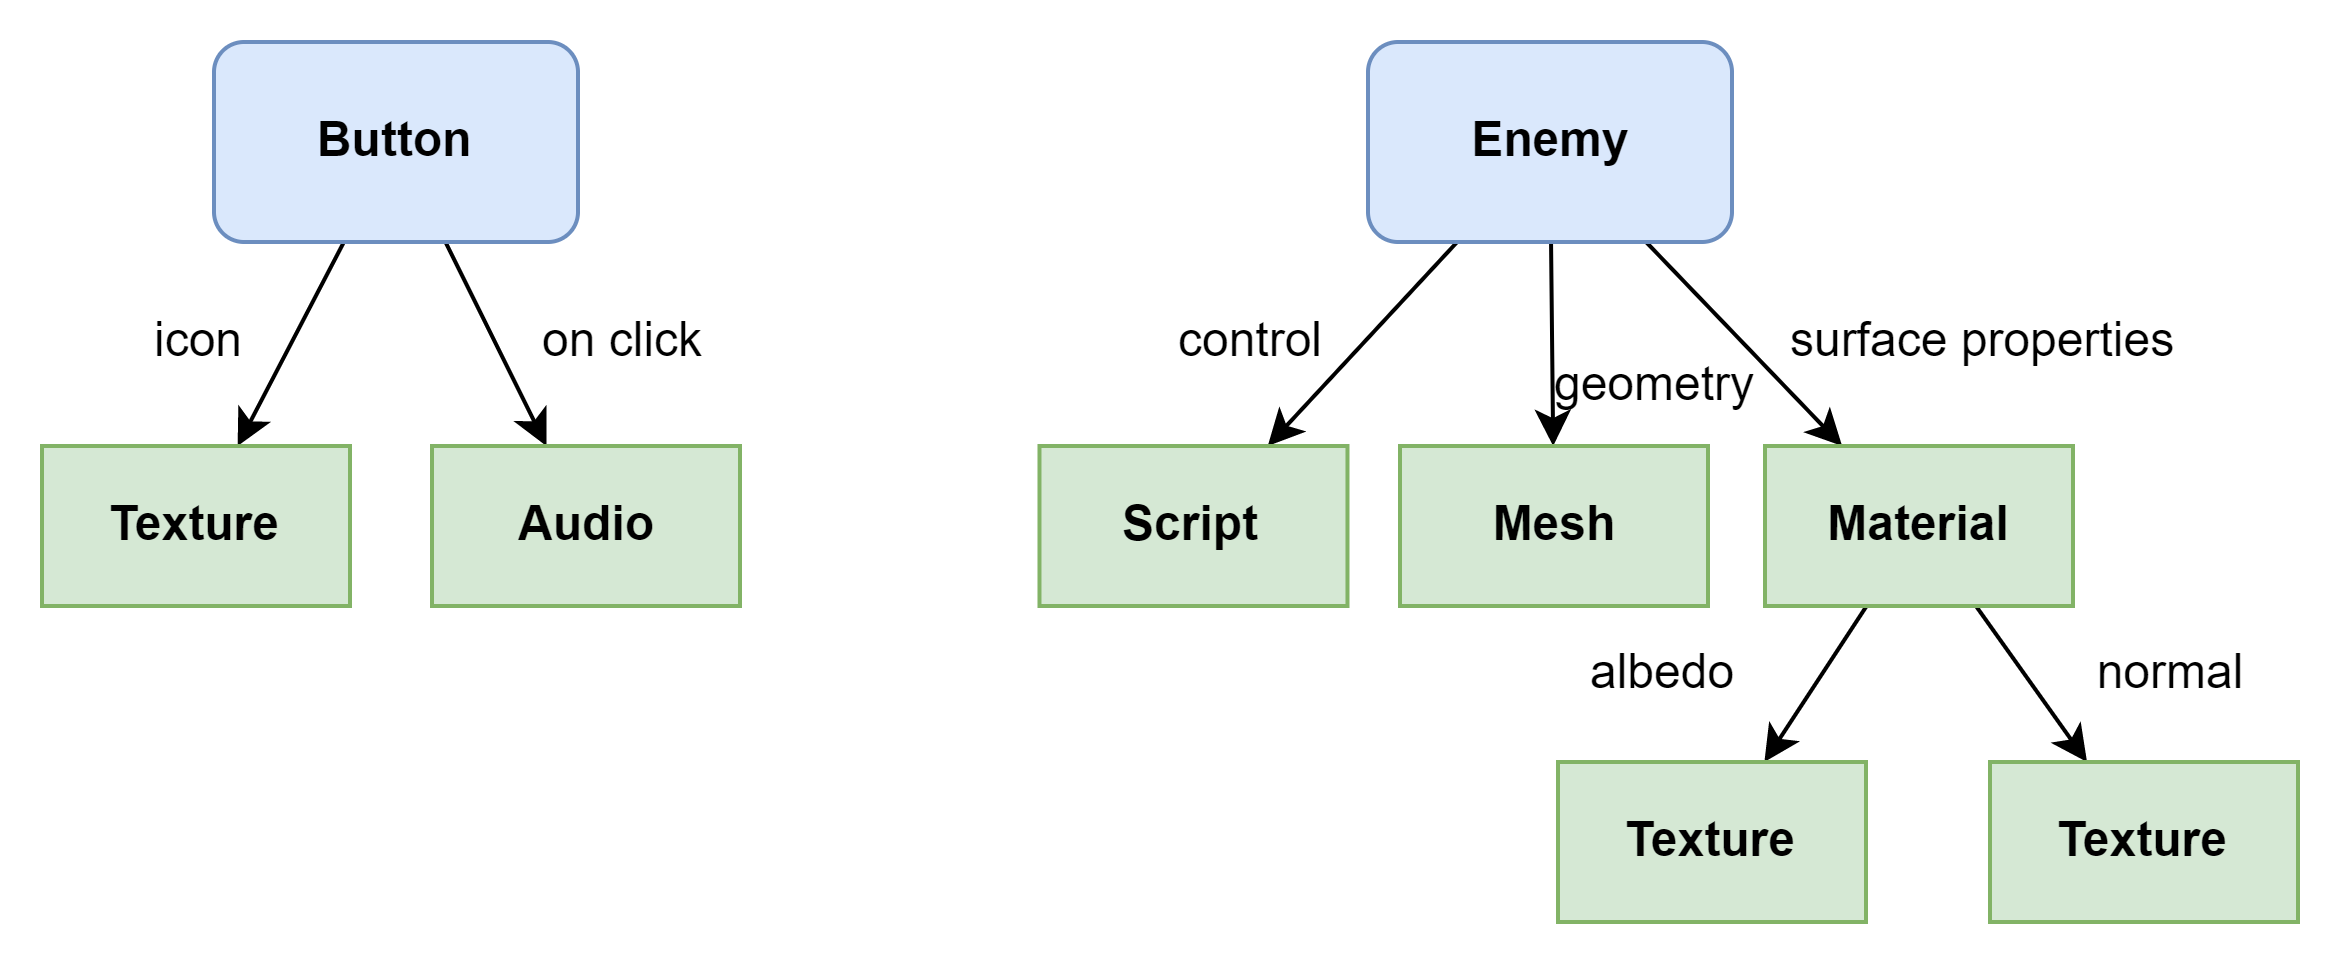 Button
Enemy
icon
on click
control
geometry
surface properties
Texture
Audio
Script
Mesh
Material
albedo
normal
Texture
Texture